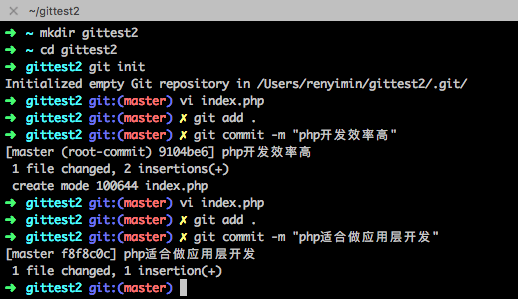 × ~/gittest2
➜ ~ mkdir gittest2
➜ ~ cd gittest2
➜ gittest2 git init
Initialized empty Git repository in /Users/renyimin/gittest2/.git/
➜ gittest2 git:(master) vi index.php
➜ gittest2 git:(master) ✗ git add .
➜ gittest2 git:(master) ✗ git commit -m "php开发效率高"
[master (root-commit) 9104be6] php开发效率高
1 file changed, 2 insertions(+)
create mode 100644 index.php
➜ gittest2 git:(master) vi index.php
➜ gittest2 git:(master) ✗ git add .
➜ gittest2 git:(master) ✗ git commit -m "php适合做应用层开发"
[master f8f8c0c] php适合做应用层开发
1 file changed, 1 insertion(+)
➜ gittest2 git:(master)